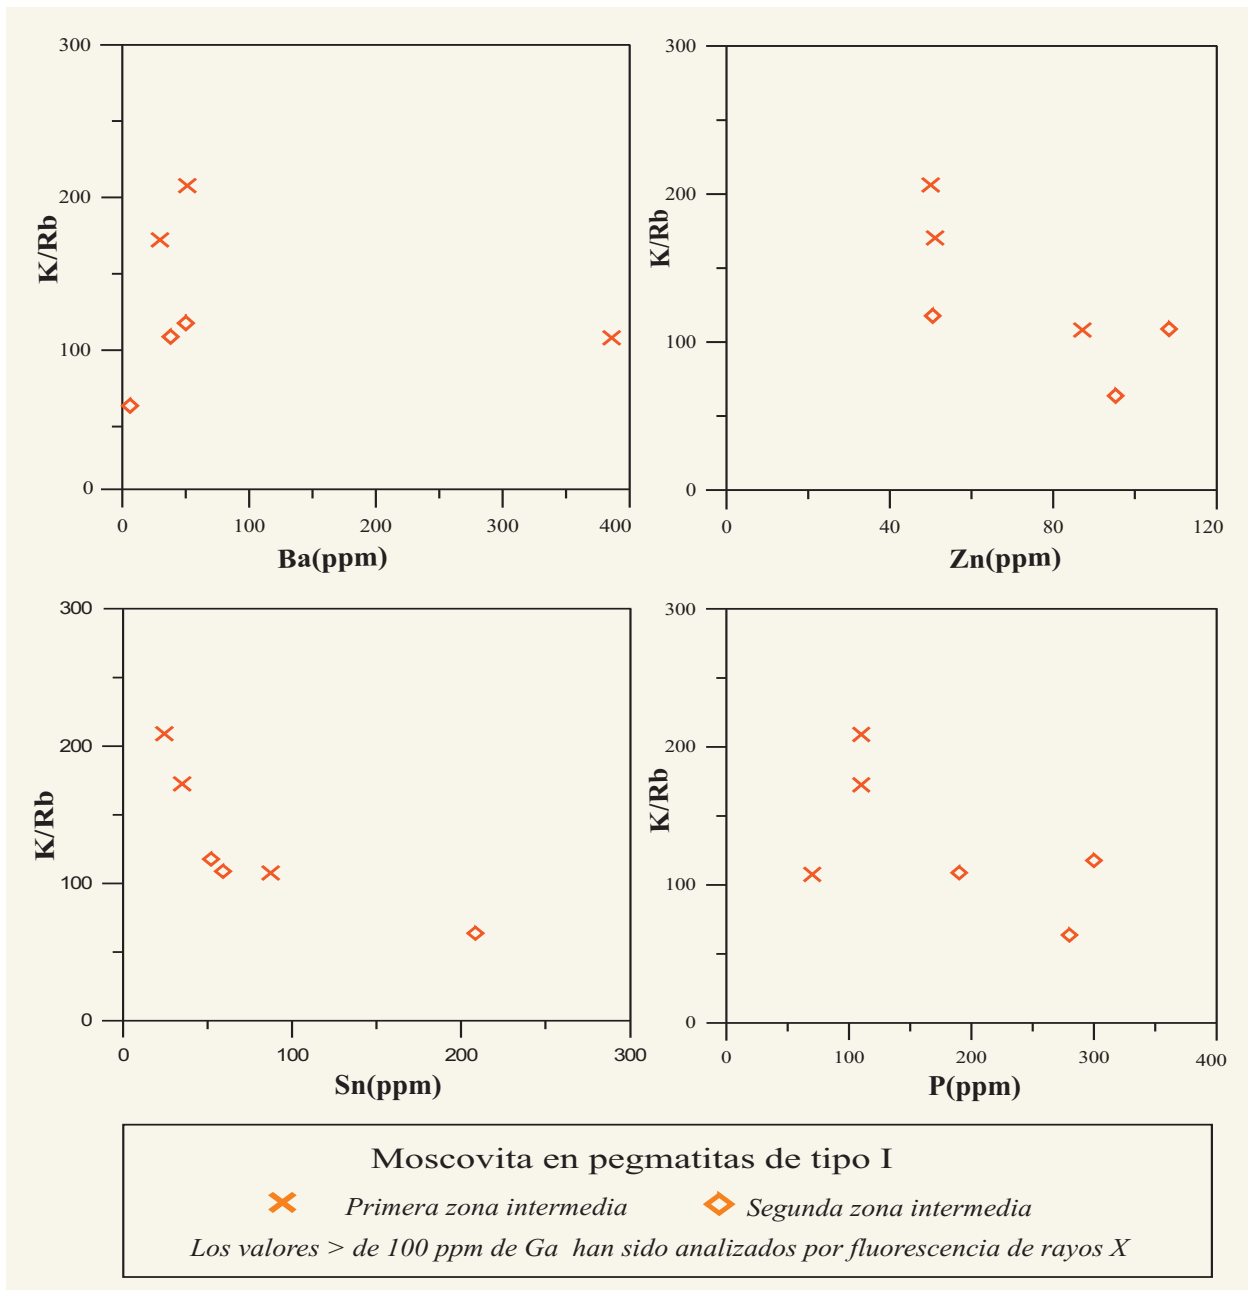 300
200
100
0
K/Rb
0 100 200 300 400
Ba(ppm)
300
200
100
0
K/Rb
0 40 80 120
Zn(ppm)
300
200
100
0
K/Rb
0 100 200 300
Sn(ppm)
300
200
100
0
K/Rb
0 100 200 300 400
P(ppm)
Moscovita en pegmatitas de tipo I
Primera zona intermedia Segunda zona intermedia
Los valores > de 100 ppm de Ga han sido analizados por fluorescencia de rayos X